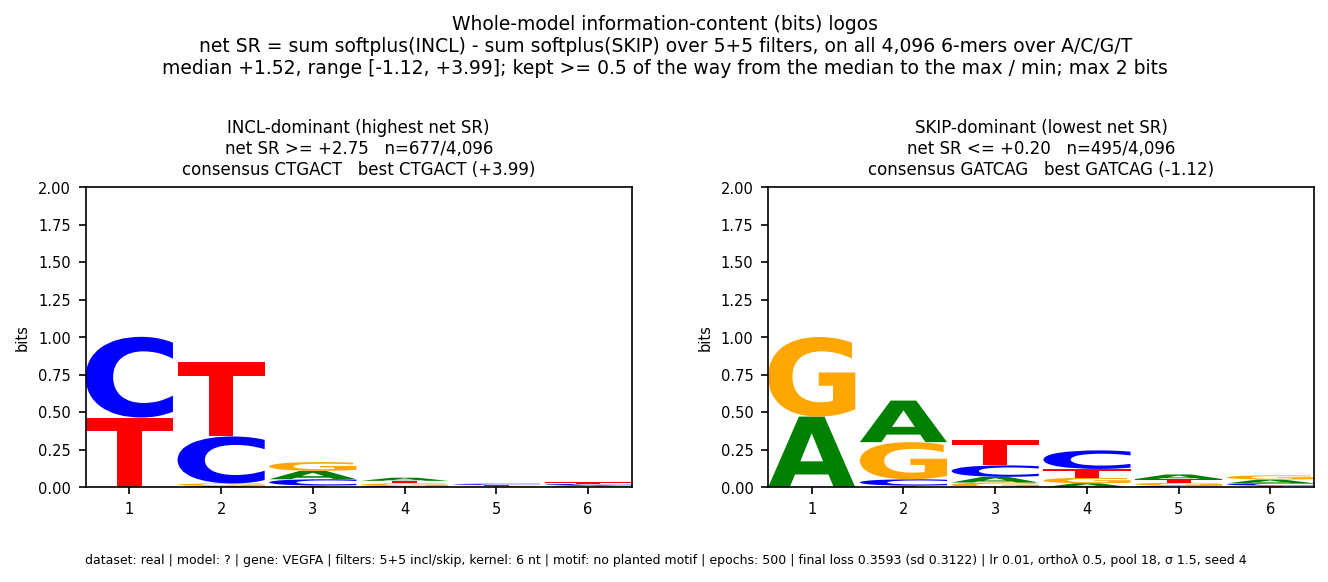 Whole-model information-content (bits) logos
net SR = sum softplus(INCL) - sum softplus(SKIP) over 5+5 filters, on all 4,096 6-mers over A/C/G/T
median +1.52, range [-1.12, +3.99]; kept >= 0.5 of the way from the median to the max / min; max 2 bits
INCL-dominant (highest net SR)
net SR >= +2.75   n=677/4,096
consensus CTGACT   best CTGACT (+3.99)
2.00
1.75
1.50
1.25
1.00
0.75
0.50
0.25
0.00
bits
C
T
T
C
G
A
C
1 2 3 4 5 6
SKIP-dominant (lowest net SR)
net SR <= +0.20   n=495/4,096
consensus GATCAG   best GATCAG (-1.12)
2.00
1.75
1.50
1.25
1.00
0.75
0.50
0.25
0.00
bits
G
A
A
G
C
T
C
A
C
T
G
A
A
T
1 2 3 4 5 6
dataset: real | model: ? | gene: VEGFA | filters: 5+5 incl/skip, kernel: 6 nt | motif: no planted motif | epochs: 500 | final loss 0.3593 (sd 0.3122) | lr 0.01, orthoλ 0.5, pool 18, σ 1.5, seed 4